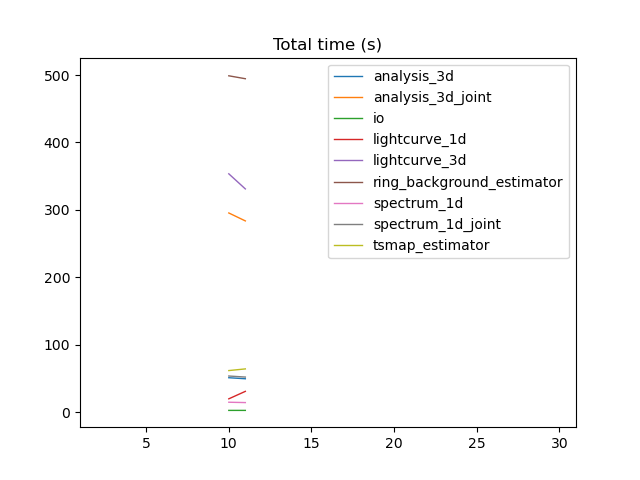 Total time (s)
500
400
300
200
100
0
5
10
15
20
25
30
analysis_3d
analysis_3d_joint
io
lightcurve_1d
lightcurve_3d
ring_background_estimator
spectrum_1d
spectrum_1d_joint
tsmap_estimator